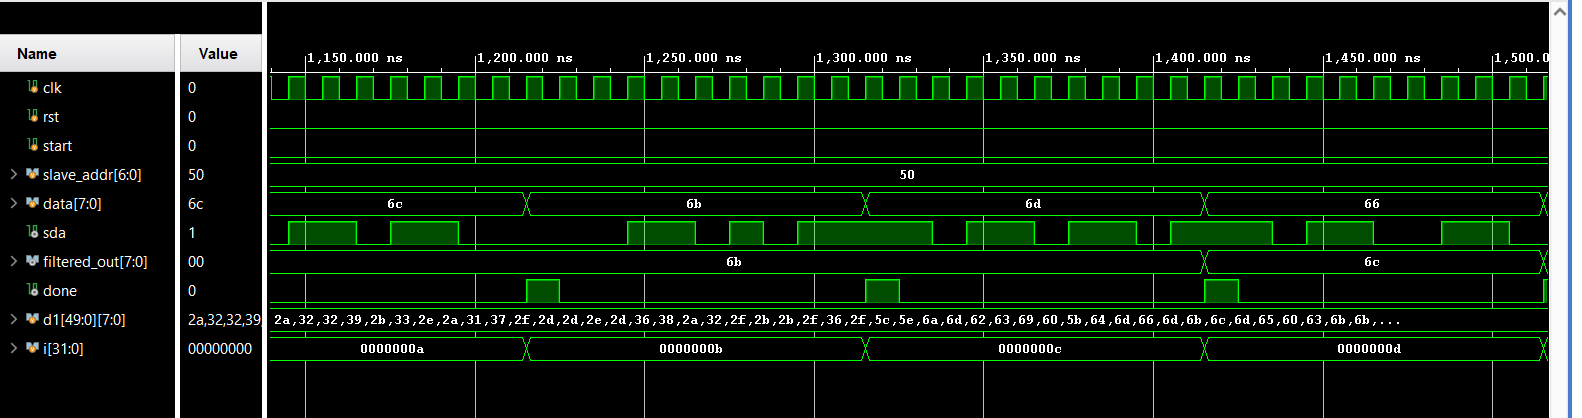 Name Value
1,150.000 ns 1,200.000 ns 1,250.000 ns 1,300.000 ns 1,350.000 ns 1,400.000 ns 1,450.000 ns 1,500.0
clk 0
rst 0
start 0
slave_addr[6:0] 50 50
data[7:0] 6c 6c 6b 6d 66
sda 1
filtered_out[7:0] 00 6b 6c
done 0
d1[49:0][7:0] 2a,32,32,39, 2a,32,32,39,2b,33,2e,2a,31,37,2f,2d,2d,2e,2d,36,38,2a,32,2f,2b,2b,2f,36,2f,5c,5e,6a,6d,62,63,69,60,5b,64,6d,66,6d,6b,6c,6d,65,60,63,6b,6b,...
i[31:0] 00000000 0000000a 0000000b 0000000c 0000000d